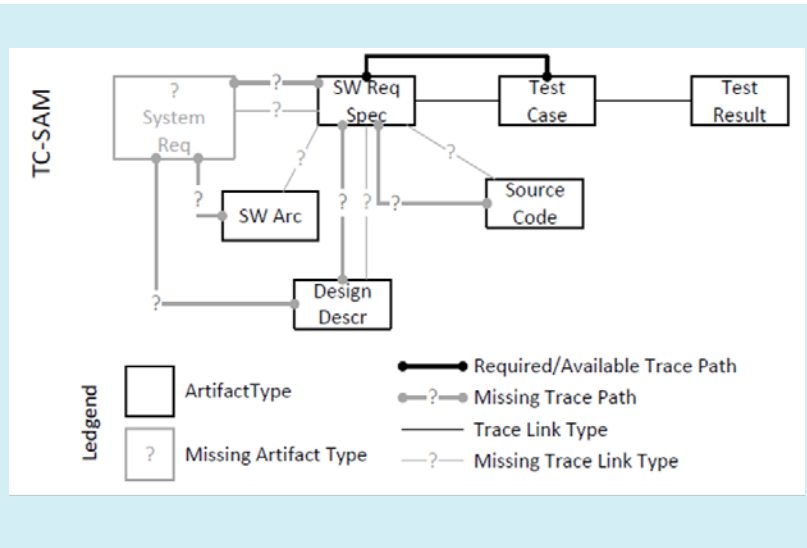 TC-SAM
?
System
Req
?
?
SW Req
Spec
Test
Case
Test
Result
?
?
?
?
?
?
SW Arc
Source
Code
?
Design
Descr
Ledgend
ArtifactType
?
Missing Artifact Type
Required/Available Trace Path
?
Missing Trace Path
Trace Link Type
?
Missing Trace Link Type